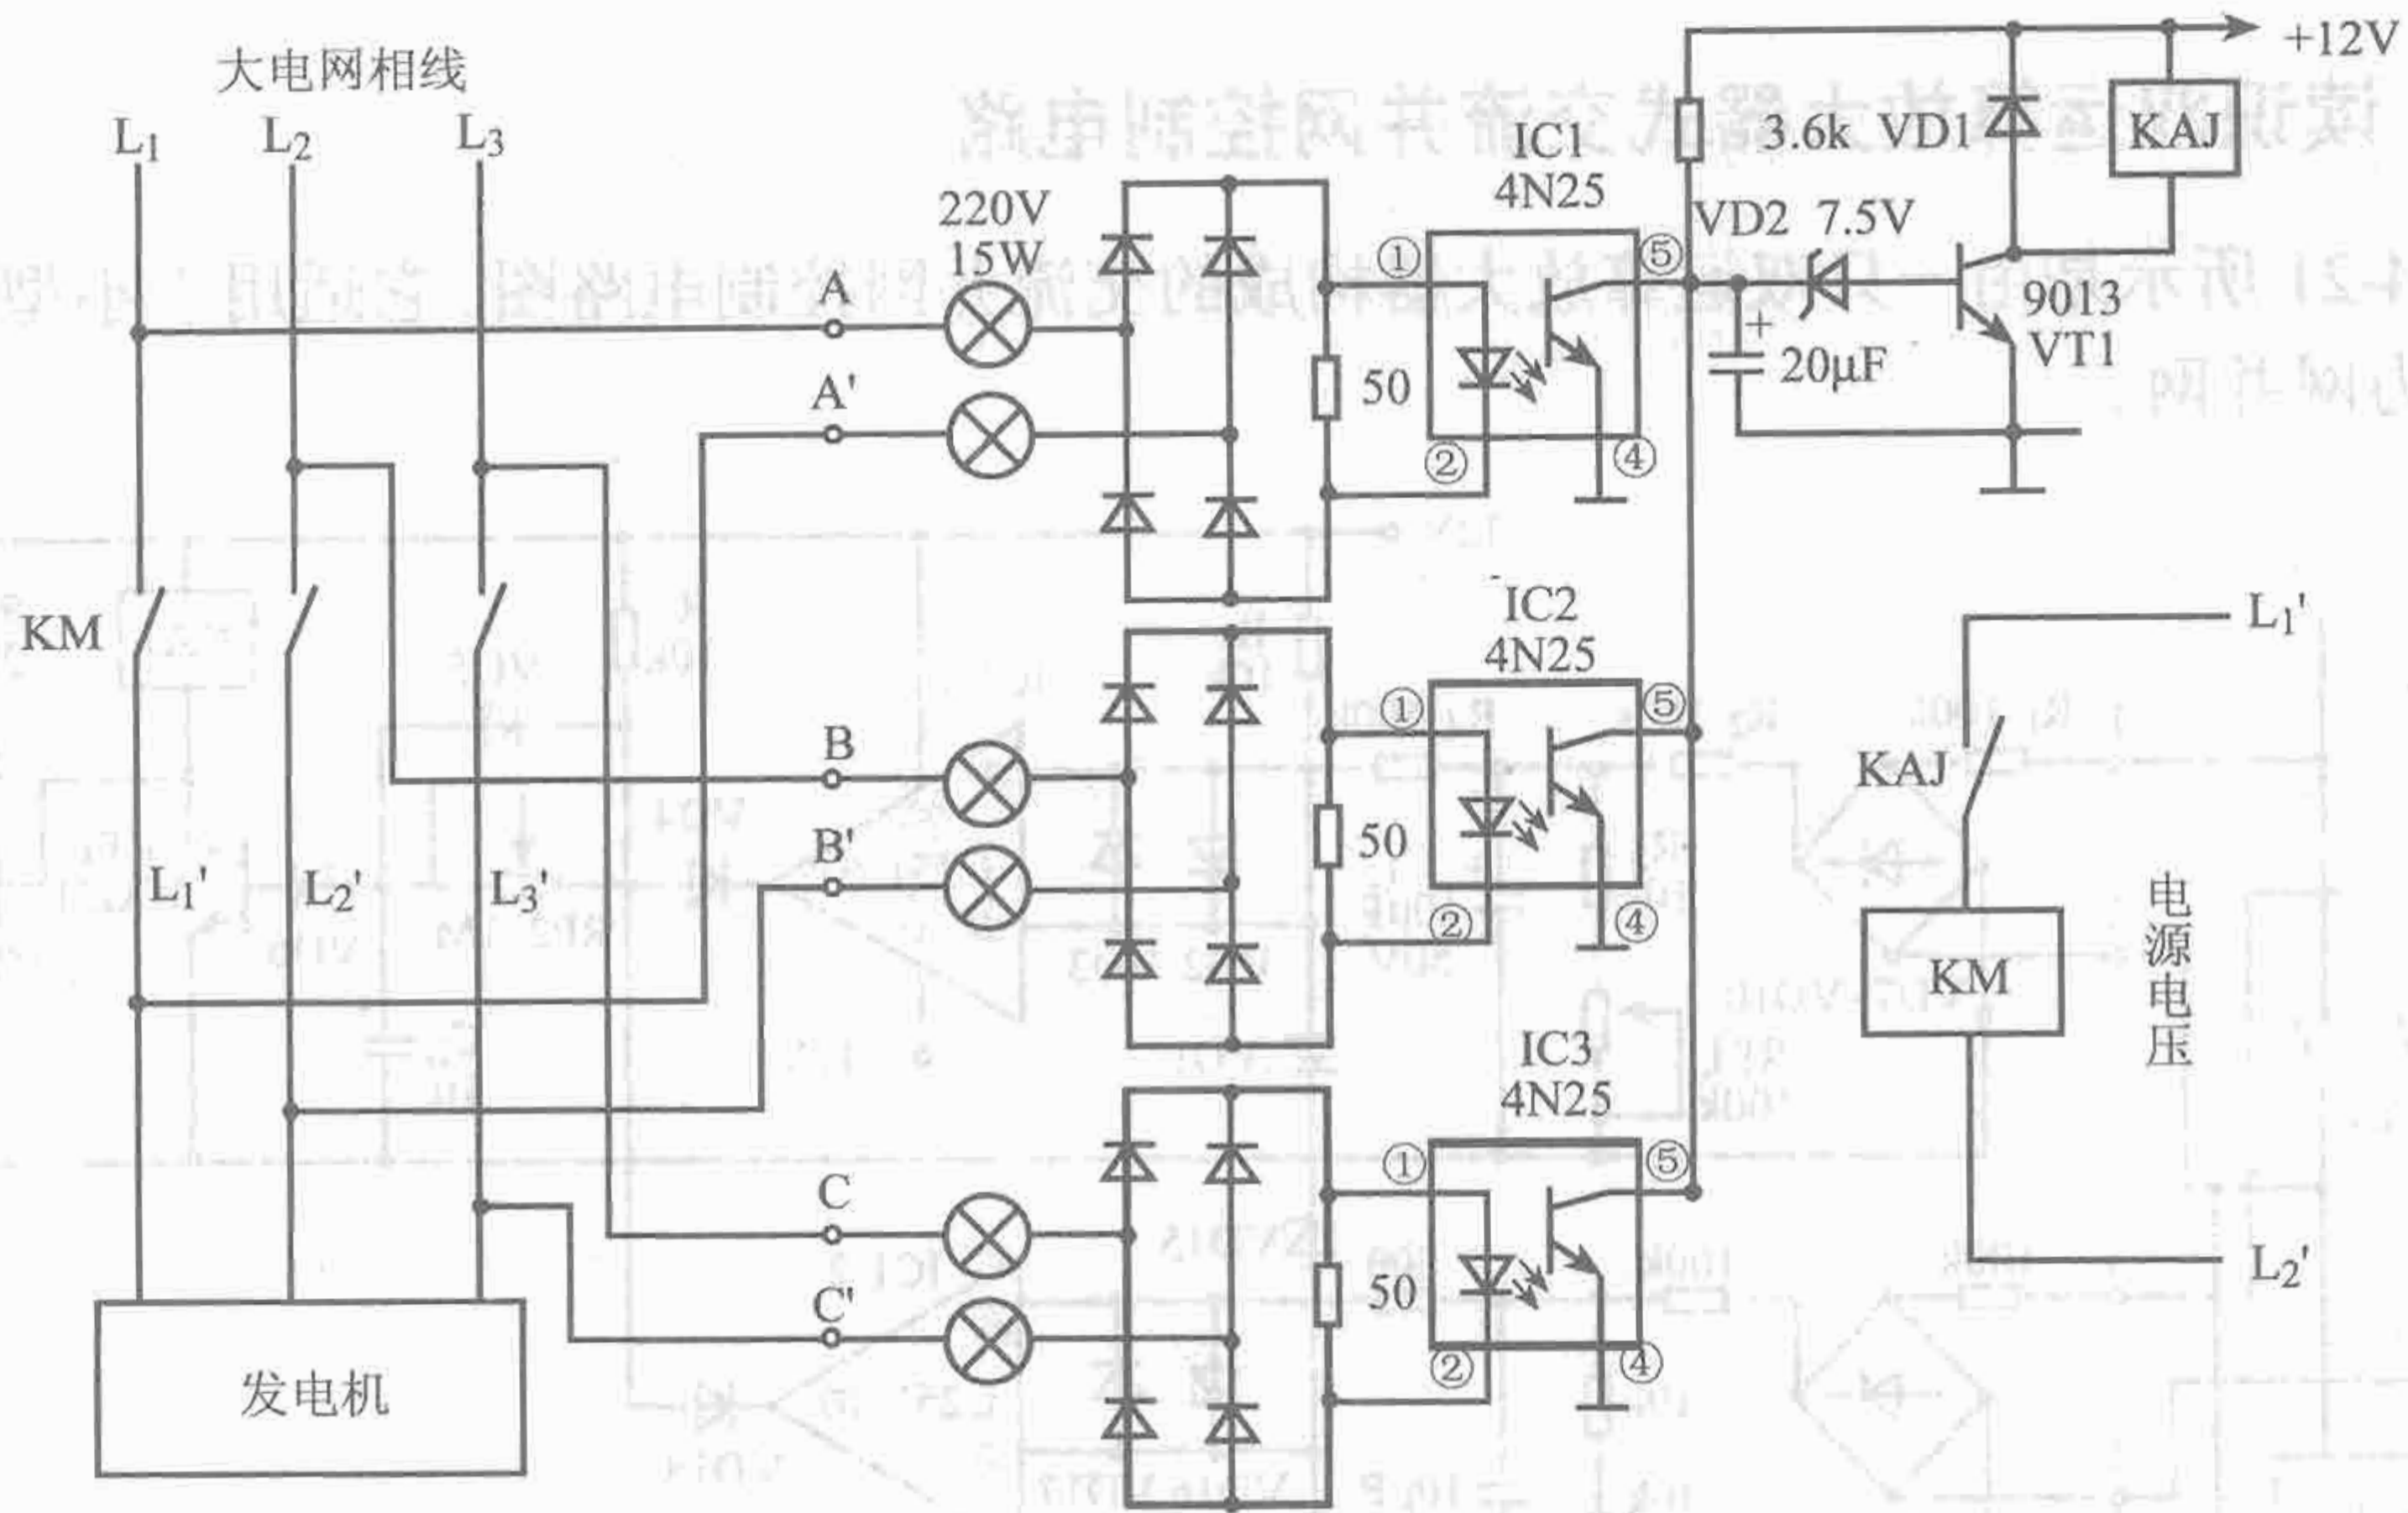 大电网相线
L1
L2
L3
KM
L1'
L2'
L3'
发电机
220V
15W
A
A'
B
B'
C
C'
IC1
4N25
①
②
④
⑤
50
IC2
4N25
①
②
④
⑤
50
IC3
4N25
①
②
④
⑤
50
+12V
3.6k
VD1
KAJ
VD2 7.5V
+
20μF
9013
VT1
L1'
KAJ
KM
L2'
电源电压